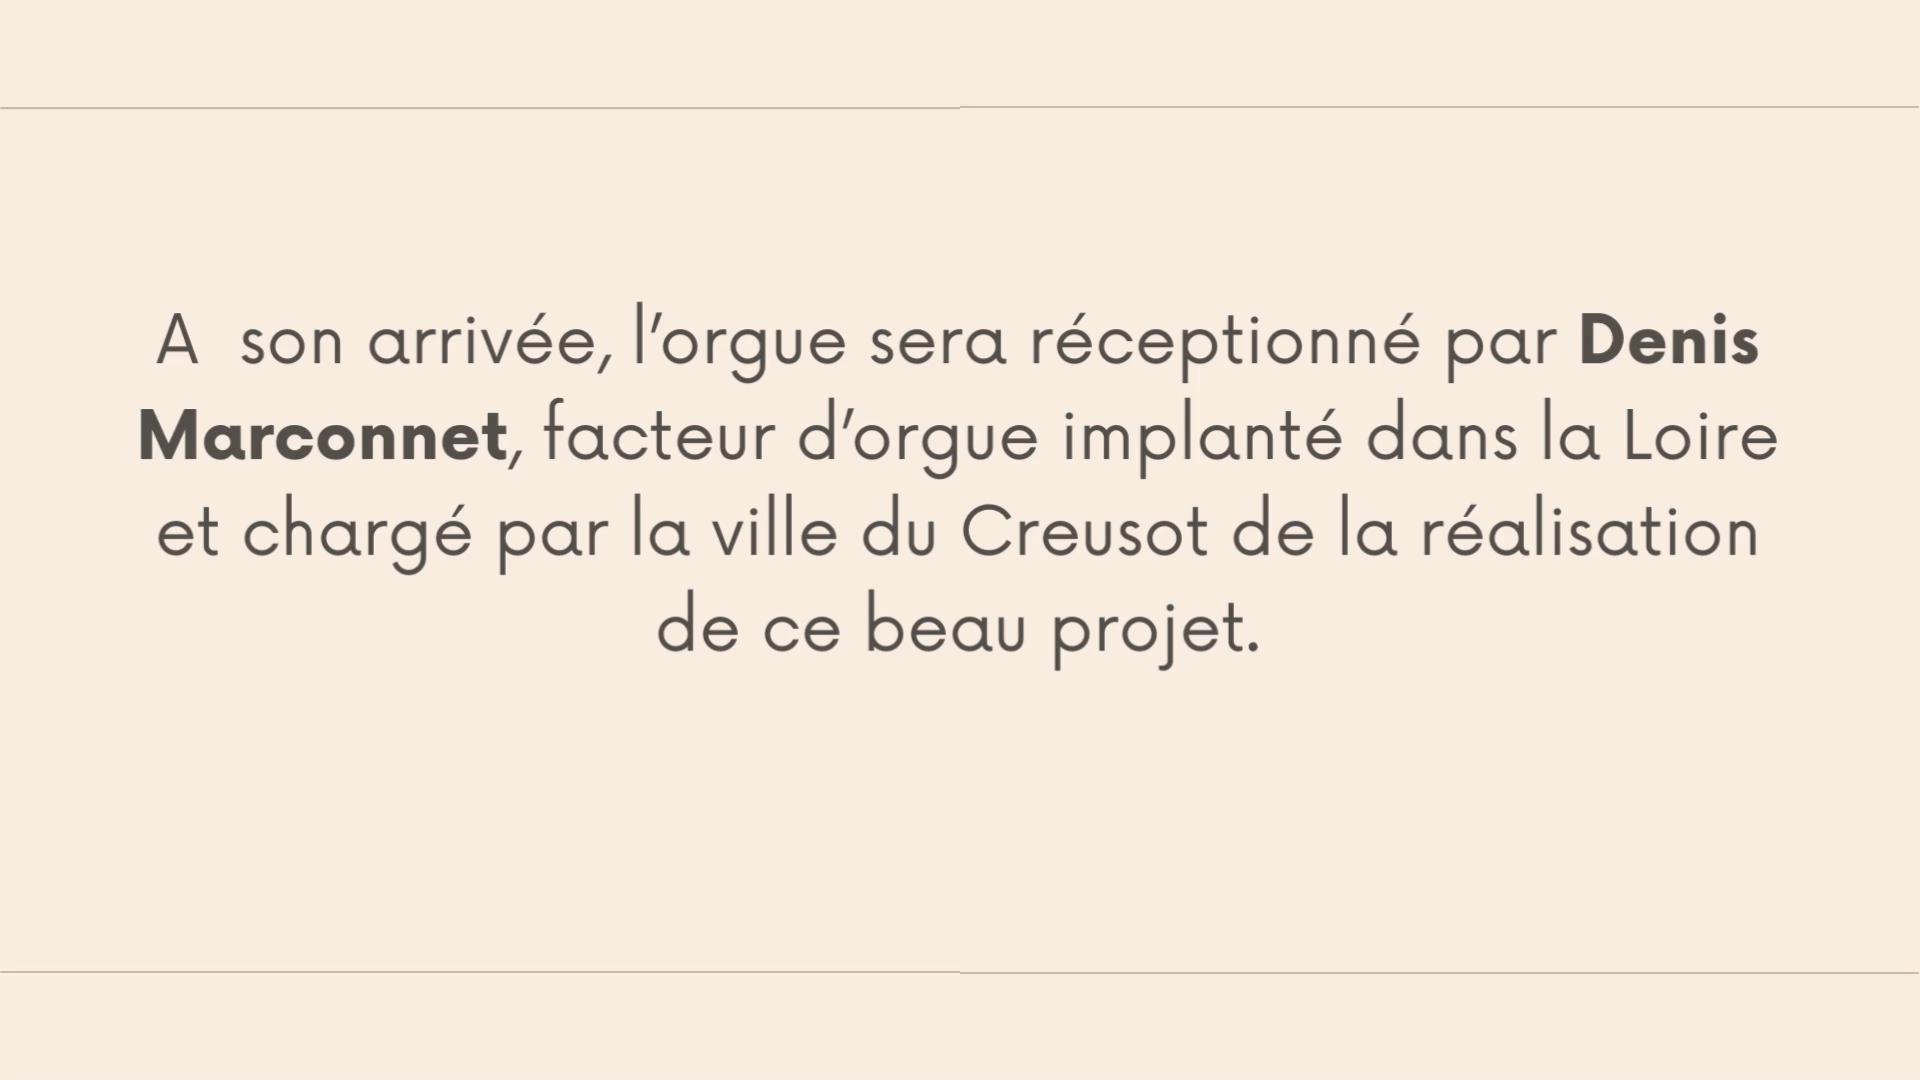 A  son arrivée, l’orgue sera réceptionné par Denis
Marconnet, facteur d’orgue implanté dans la Loire
et chargé par la ville du Creusot de la réalisation
de ce beau projet.